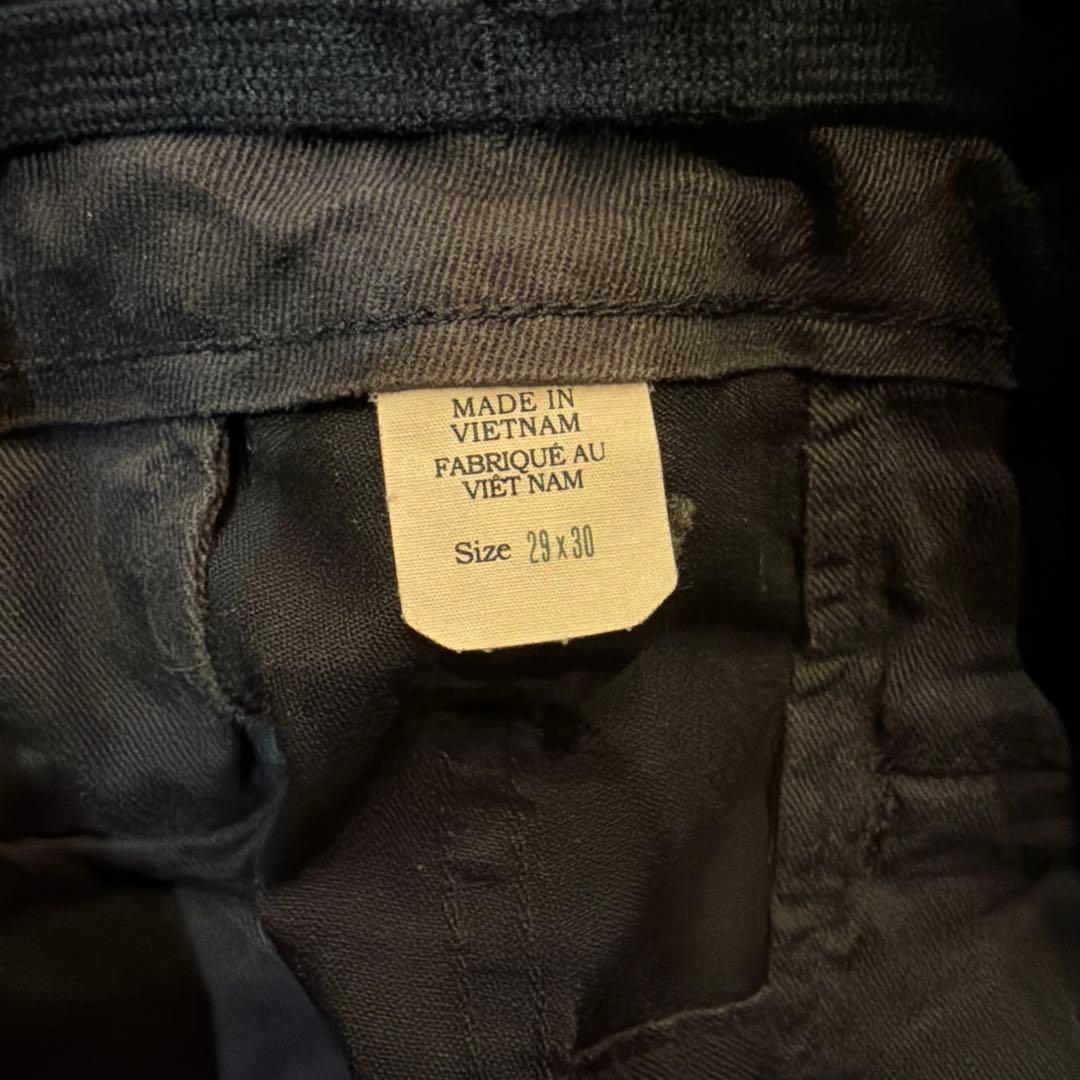 MADE IN
VIETNAM
FABRIQUÉ AU
VIÊT NAM
Size 29 x 30